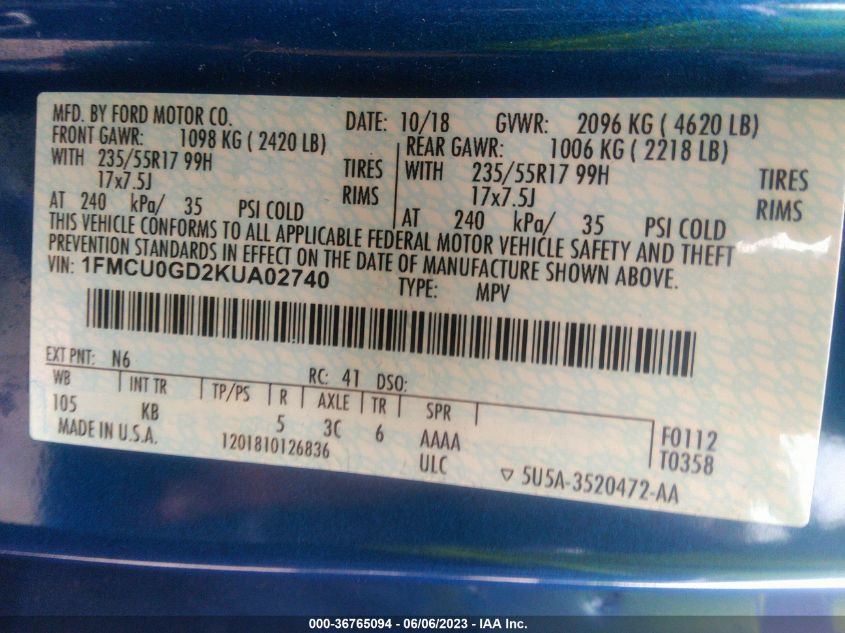 MFD. BY FORD MOTOR CO.
DATE: 10/18 GVWR: 2096 KG ( 4620 LB)
FRONT GAWR: 1098 KG ( 2420 LB)
WITH 235/55R17 99H TIRES
17x7.5J RIMS
AT 240 kPa/ 35 PSI COLD
REAR GAWR: 1006 KG ( 2218 LB)
WITH 235/55R17 99H TIRES
17x7.5J RIMS
AT 240 kPa/ 35 PSI COLD
THIS VEHICLE CONFORMS TO ALL APPLICABLE FEDERAL MOTOR VEHICLE SAFETY AND THEFT
PREVENTION STANDARDS IN EFFECT ON THE DATE OF MANUFACTURE SHOWN ABOVE.
VIN: 1FMCU0GD2KUA02740 TYPE: MPV
EXT PNT: N6 RC: 41 DSO:
WB INT TR TP/PS R AXLE TR SPR
105 KB 5 3C 6 AAAA F0112
MADE IN U.S.A. 1201810126836 ULC T0358
▽ 5U5A-3520472-AA
000-36765094 - 06/06/2023 - © IAA Inc.